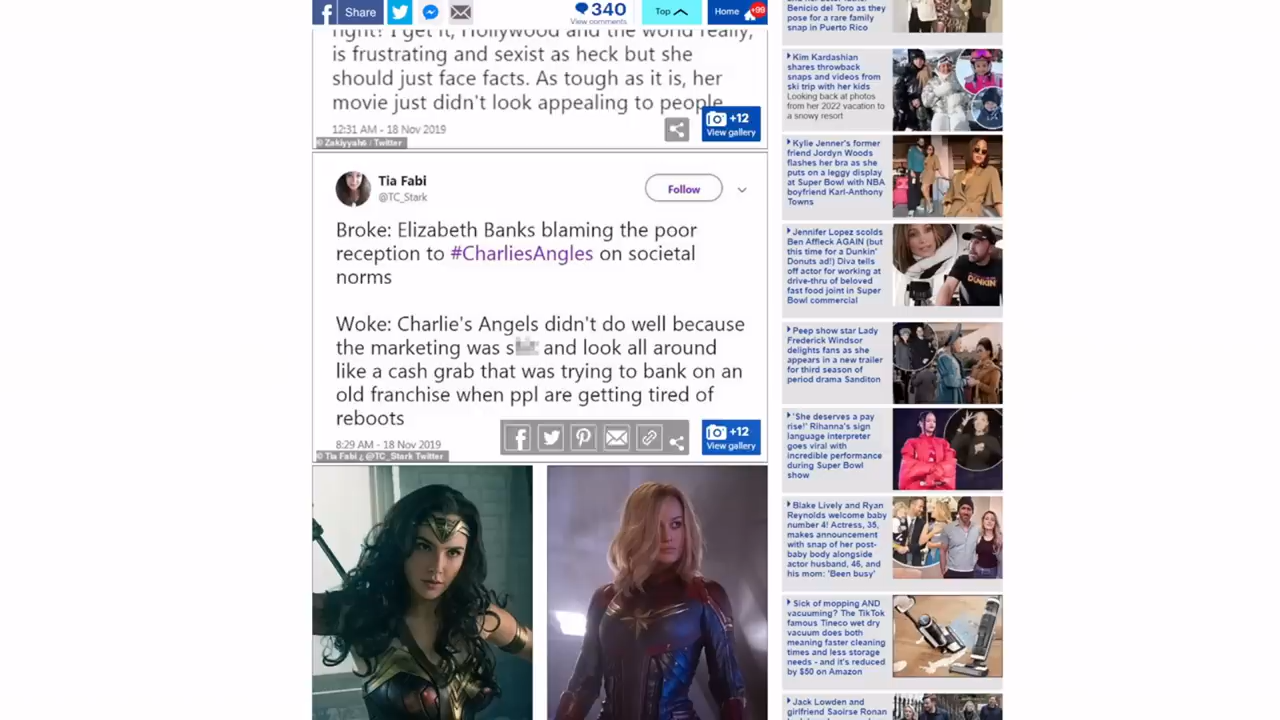 Share
340
View comments
Top
Home
+99
right? I get it, Hollywood and the world really,
is frustrating and sexist as heck but she
should just face facts. As tough as it is, her
movie just didn't look appealing to people
12:31 AM - 18 Nov 2019
+12
View gallery
© Zakiyyah6 / Twitter
Tia Fabi
@TC_Stark
Follow
Broke: Elizabeth Banks blaming the poor
reception to #CharliesAngles on societal
norms
Woke: Charlie's Angels didn't do well because
the marketing was s and look all around
like a cash grab that was trying to bank on an
old franchise when ppl are getting tired of
reboots
8:29 AM - 18 Nov 2019
+12
View gallery
© Tia Fabi ¿ @TC_Stark Twitter
Benicio del Toro as they
pose for a rare family
snap in Puerto Rico
Kim Kardashian
shares throwback
snaps and videos from
ski trip with her kids
Looking back at photos
from her 2022 vacation to
a snowy resort
Kylie Jenner's former
friend Jordyn Woods
flashes her bra as she
puts on a leggy display
at Super Bowl with NBA
boyfriend Karl-Anthony
Towns
Jennifer Lopez scolds
Ben Affleck AGAIN (but
this time for a Dunkin'
Donuts ad!) Diva tells
off actor for working at
drive-thru of beloved
fast food joint in Super
Bowl commercial
DUNKIN'
Peep show star Lady
Frederick Windsor
delights fans as she
appears in a new trailer
for third season of
period drama Sanditon
'She deserves a pay
rise!' Rihanna's sign
language interpreter
goes viral with
incredible performance
during Super Bowl
show
Blake Lively and Ryan
Reynolds welcome baby
number 4! Actress, 35,
makes announcement
with snap of her post-
baby body alongside
actor husband, 46, and
his mom: 'Been busy'
Sick of mopping AND
vacuuming? The TikTok
famous Tineco wet dry
vacuum does both
meaning faster cleaning
times and less storage
needs - and it's reduced
by $50 on Amazon
Jack Lowden and
girlfriend Saoirse Ronan